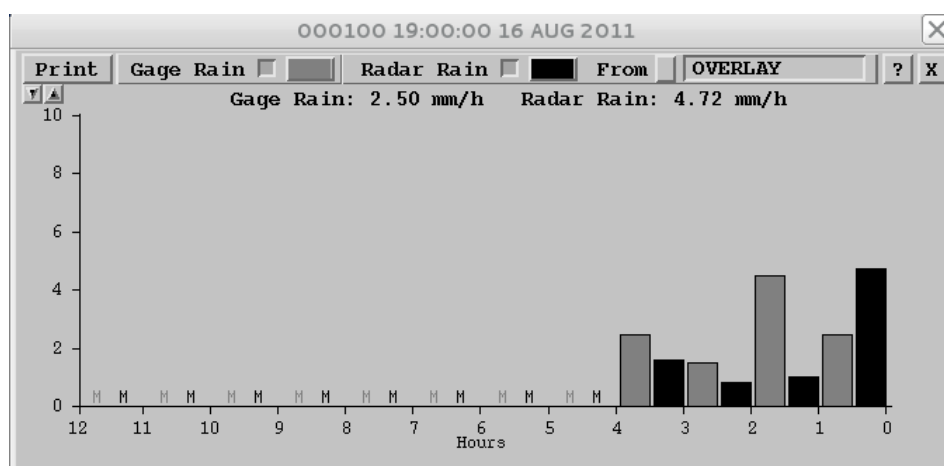 000100 19:00:00 16 AUG 2011
Print Gage Rain Radar Rain From OVERLAY ? X
Gage Rain: 2.50 mm/h Radar Rain: 4.72 mm/h
10
8
6
4
2
0
M M M M M M M M M M M M M M M M
12 11 10 9 8 7 6 5 4 3 2 1 0
Hours